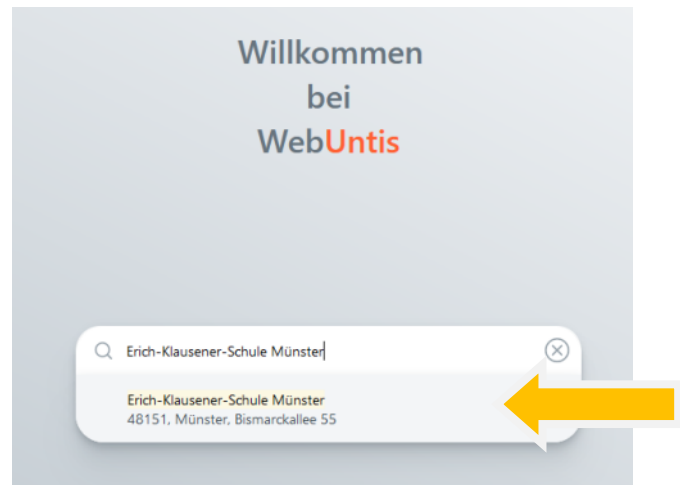 Willkommen
bei
WebUntis
Erich-Klausener-Schule Münster
Erich-Klausener-Schule Münster
48151, Münster, Bismarckallee 55